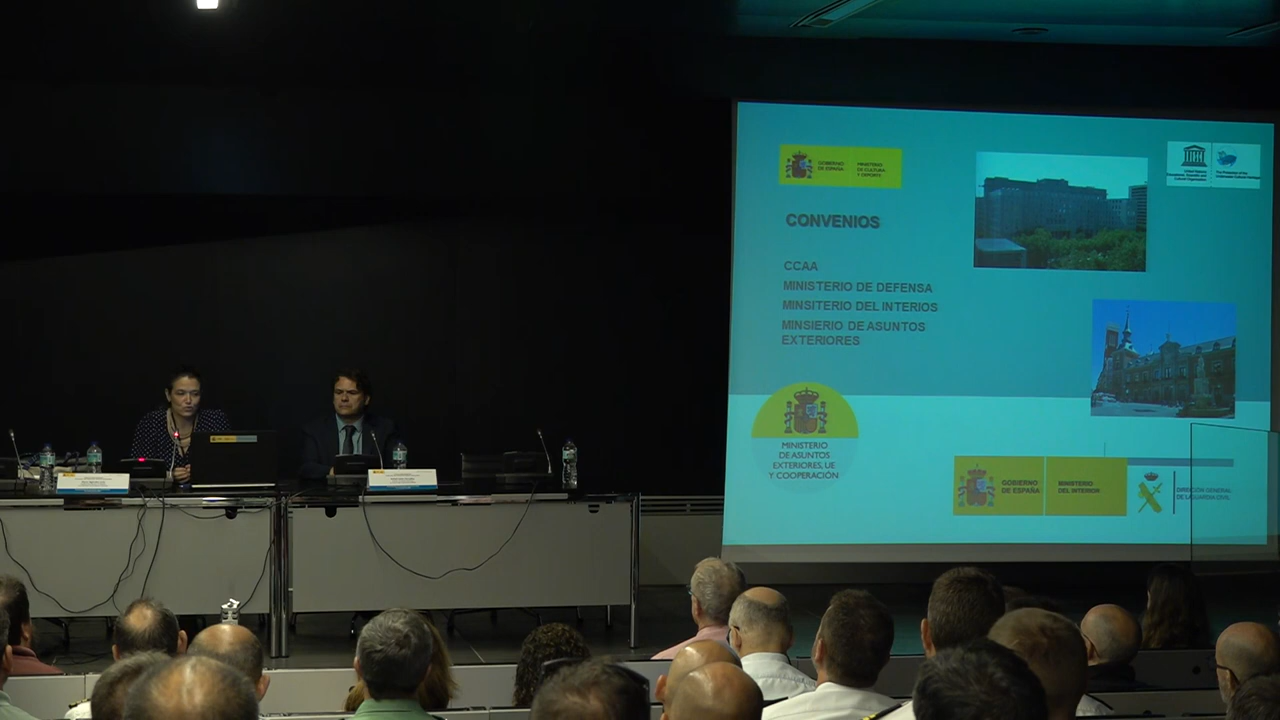 GOBIERNO
DE ESPAÑA
MINISTERIO
DE CULTURA
Y DEPORTE
CONVENIOS
CCAA
MINISTERIO DE DEFENSA
MINSITERIO DEL INTERIOS
MINSIERIO DE ASUNTOS
EXTERIORES
MINISTERIO
DE ASUNTOS
EXTERIORES, UE
Y COOPERACIÓN
GOBIERNO
DE ESPAÑA
MINISTERIO
DEL INTERIOR
DIRECCIÓN GENERAL
DE LA GUARDIA CIVIL